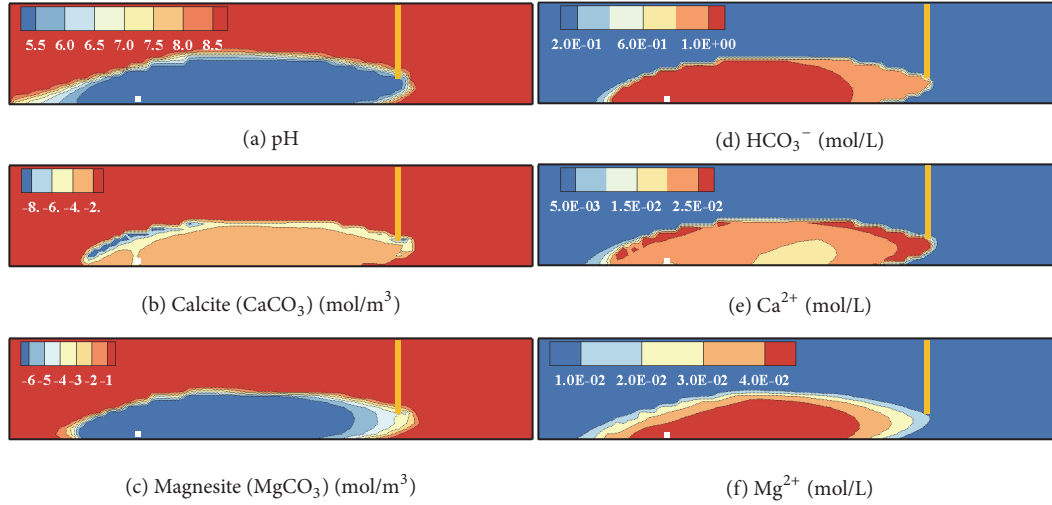 5.5 6.0 6.5 7.0 7.5 8.0 8.5
(a) pH
-8. -6. -4. -2.
(b) Calcite (CaCO₃) (mol/m³)
-6 -5 -4 -3 -2 -1
(c) Magnesite (MgCO₃) (mol/m³)
2.0E-01 6.0E-01 1.0E+00
(d) HCO₃⁻ (mol/L)
5.0E-03 1.5E-02 2.5E-02
(e) Ca²⁺ (mol/L)
1.0E-02 2.0E-02 3.0E-02 4.0E-02
(f) Mg²⁺ (mol/L)